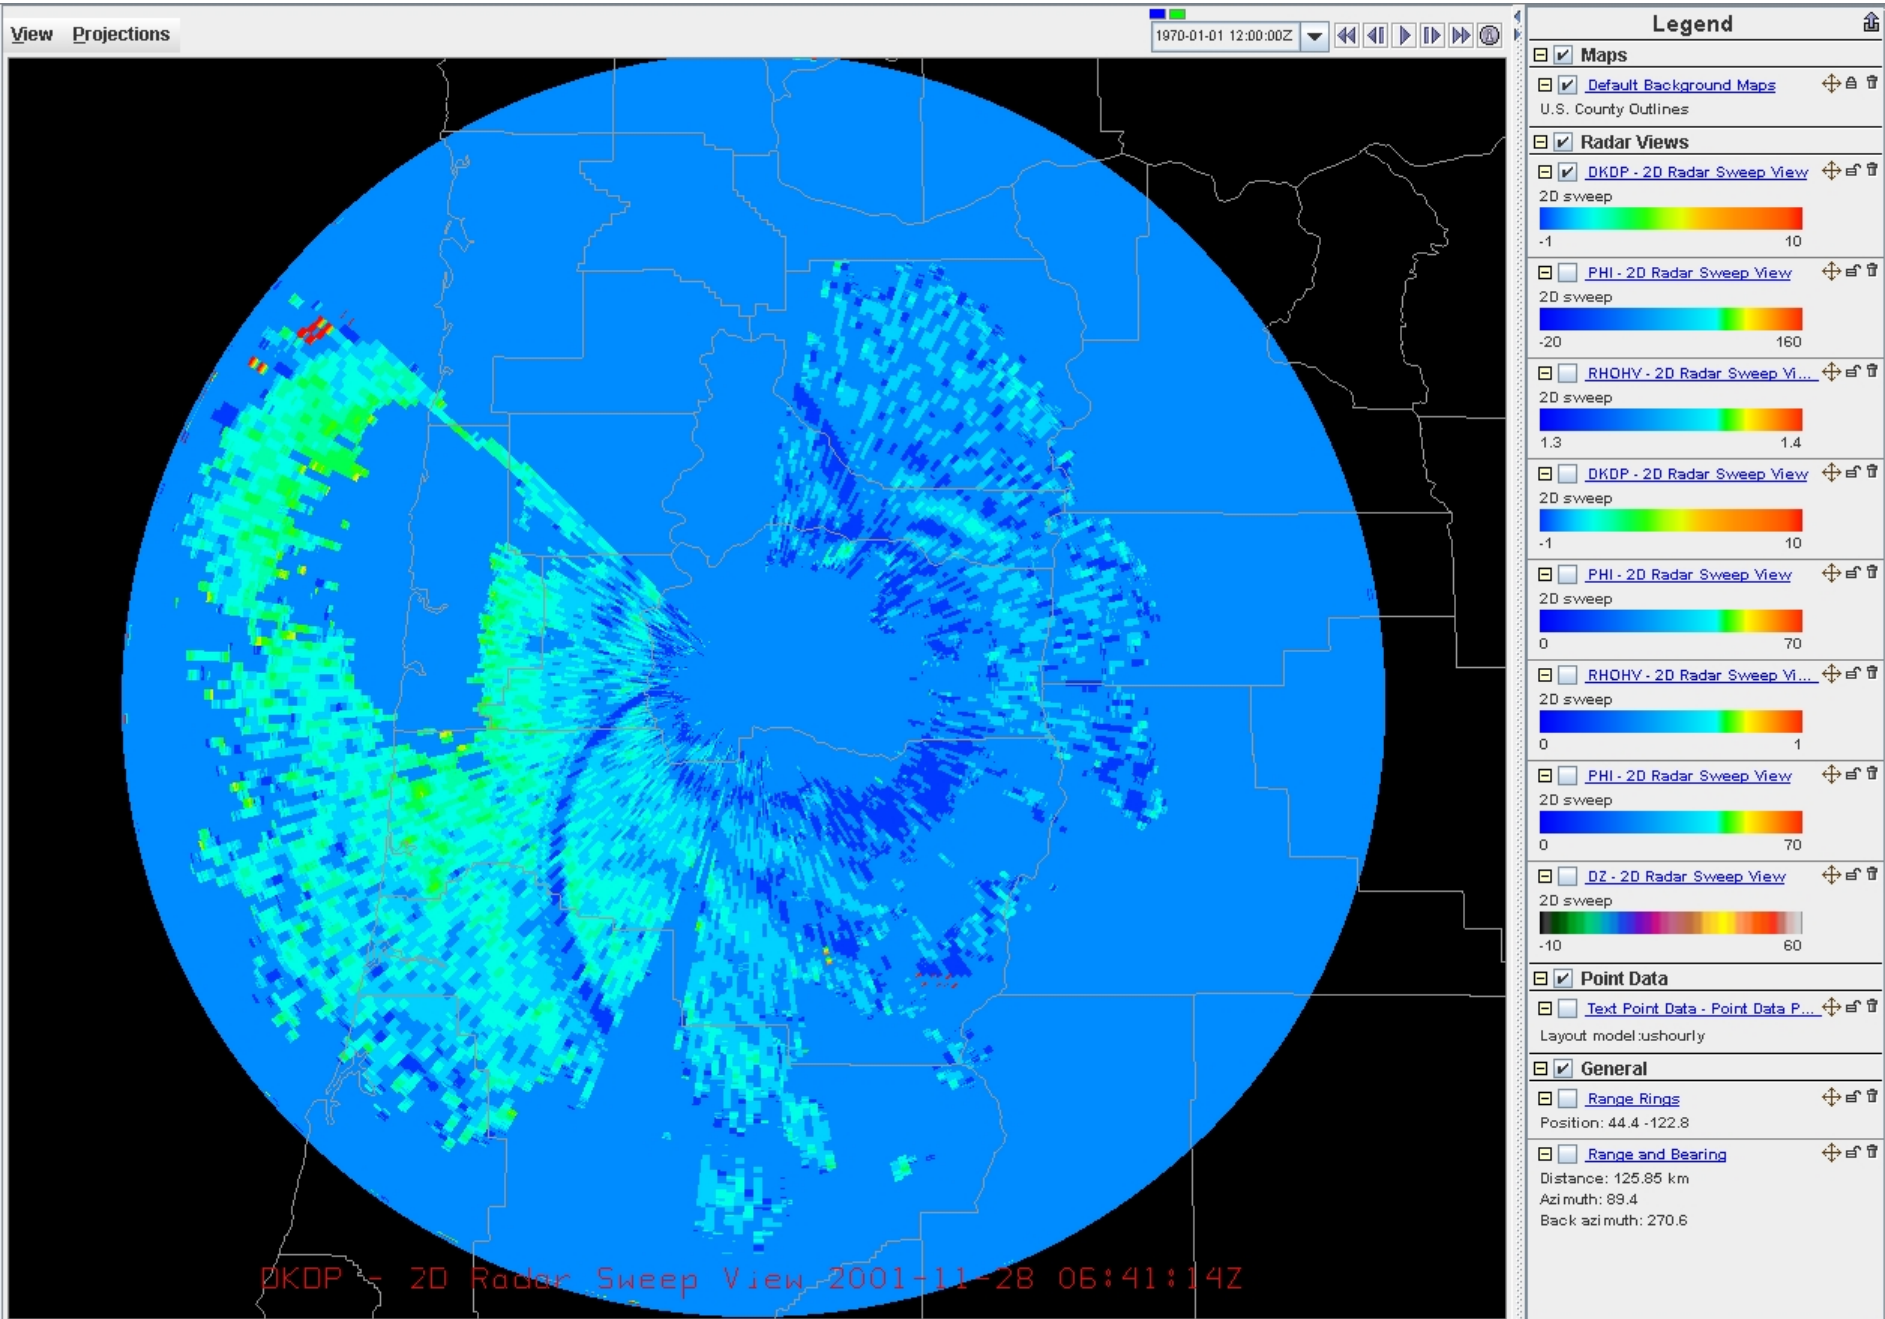 View Projections
1970-01-01 12:00:00Z
Legend
Maps
Default Background Maps
U.S. County Outlines
Radar Views
DKDP - 2D Radar Sweep View
2D sweep
-1 10
PHI - 2D Radar Sweep View
2D sweep
-20 160
RHOHV - 2D Radar Sweep Vi...
2D sweep
1.3 1.4
DKDP - 2D Radar Sweep View
2D sweep
-1 10
PHI - 2D Radar Sweep View
2D sweep
0 70
RHOHV - 2D Radar Sweep Vi...
2D sweep
0 1
PHI - 2D Radar Sweep View
2D sweep
0 70
DZ - 2D Radar Sweep View
2D sweep
-10 60
Point Data
Text Point Data - Point Data P...
Layout model:ushourly
General
Range Rings
Position: 44.4 -122.8
Range and Bearing
Distance: 125.85 km
Azimuth: 89.4
Back azimuth: 270.6
DKDP - 2D Radar Sweep View 2001-11-28 06:41:14Z